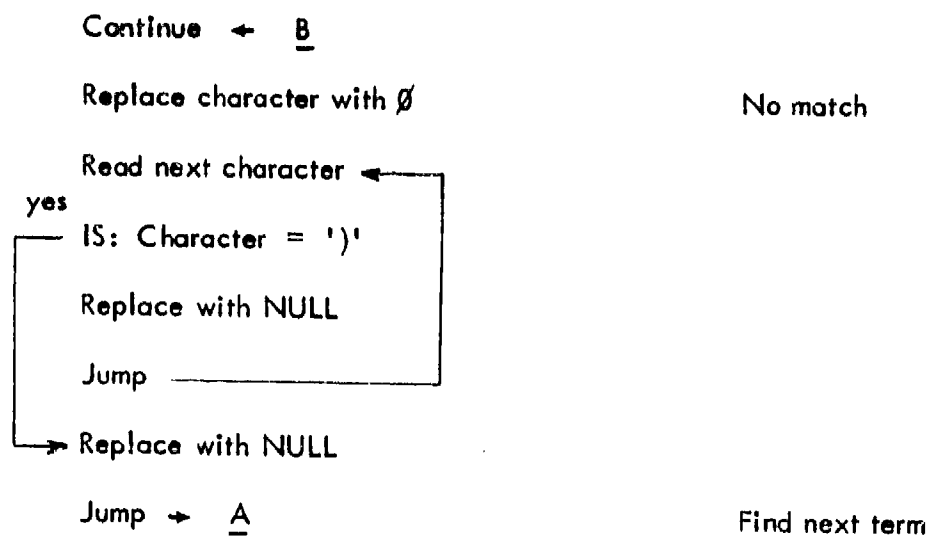 Continue ← B
Replace character with Ø No match
Read next character
yes
IS: Character = ')'
Replace with NULL
Jump
Replace with NULL
Jump → A Find next term